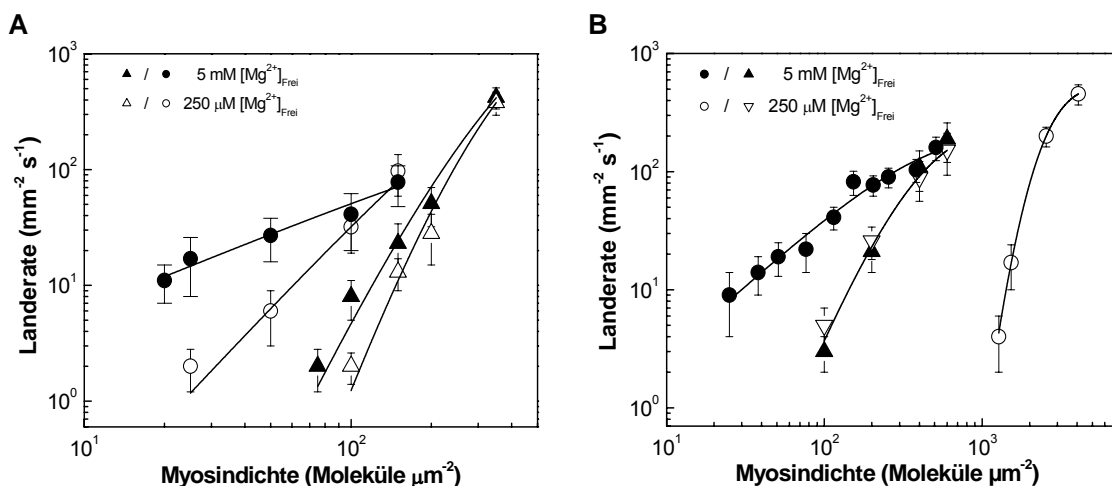 A
10³
▲ / ● 5 mM [Mg²⁺]Frei
△ / ○ 250 μM [Mg²⁺]Frei
10²
10¹
10⁰
Landerate (mm⁻² s⁻¹)
10¹ 10²
Myosindichte (Moleküle μm⁻²)
B
10³
● / ▲ 5 mM [Mg²⁺]Frei
○ / ▽ 250 μM [Mg²⁺]Frei
10²
10¹
10⁰
Landerate (mm⁻² s⁻¹)
10¹ 10² 10³
Myosindichte (Moleküle µm⁻²)